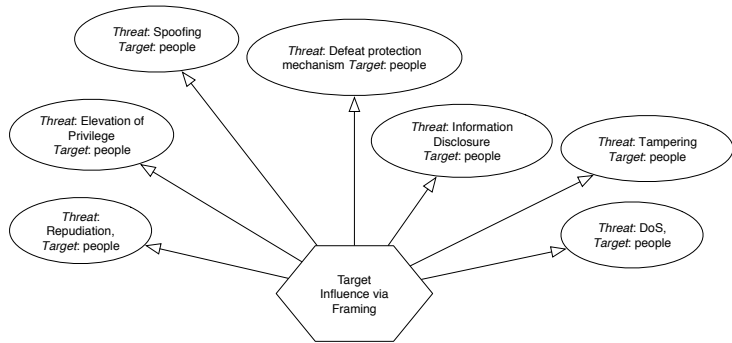 Threat: Spoofing
Target: people
Threat: Defeat protection
mechanism Target: people
Threat: Elevation of
Privilege
Target: people
Threat: Information
Disclosure
Target: people
Threat: Tampering
Target: people
Threat:
Repudiation,
Target: people
Threat: DoS,
Target: people
Target
Influence via
Framing